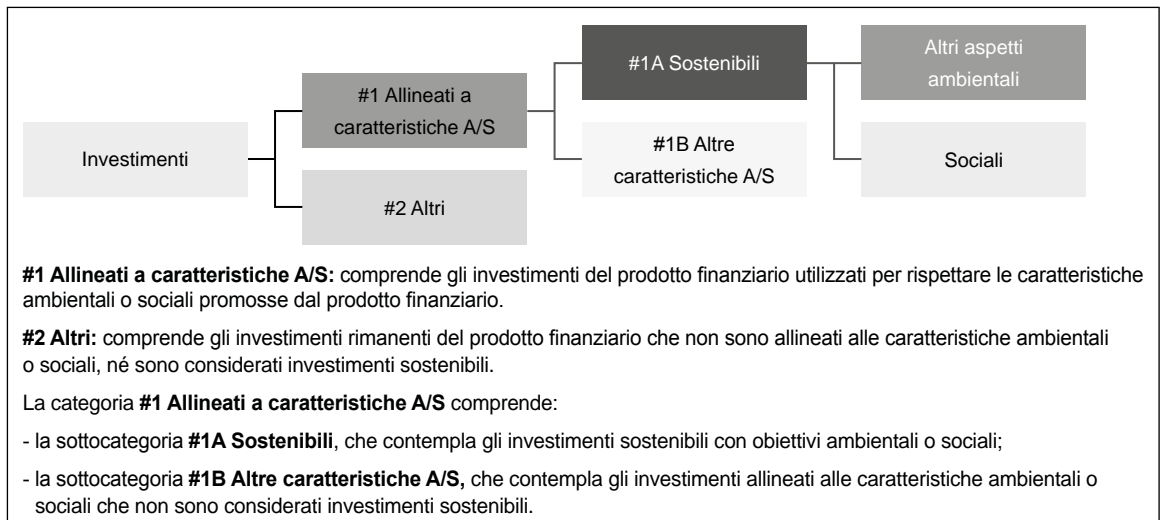 Investimenti
#1 Allineati a
caratteristiche A/S
#2 Altri
#1A Sostenibili
#1B Altre
caratteristiche A/S
Altri aspetti
ambientali
Sociali
#1 Allineati a caratteristiche A/S: comprende gli investimenti del prodotto finanziario utilizzati per rispettare le caratteristiche
ambientali o sociali promosse dal prodotto finanziario.
#2 Altri: comprende gli investimenti rimanenti del prodotto finanziario che non sono allineati alle caratteristiche ambientali
o sociali, né sono considerati investimenti sostenibili.
La categoria #1 Allineati a caratteristiche A/S comprende:
- la sottocategoria #1A Sostenibili, che contempla gli investimenti sostenibili con obiettivi ambientali o sociali;
- la sottocategoria #1B Altre caratteristiche A/S, che contempla gli investimenti allineati alle caratteristiche ambientali o
sociali che non sono considerati investimenti sostenibili.